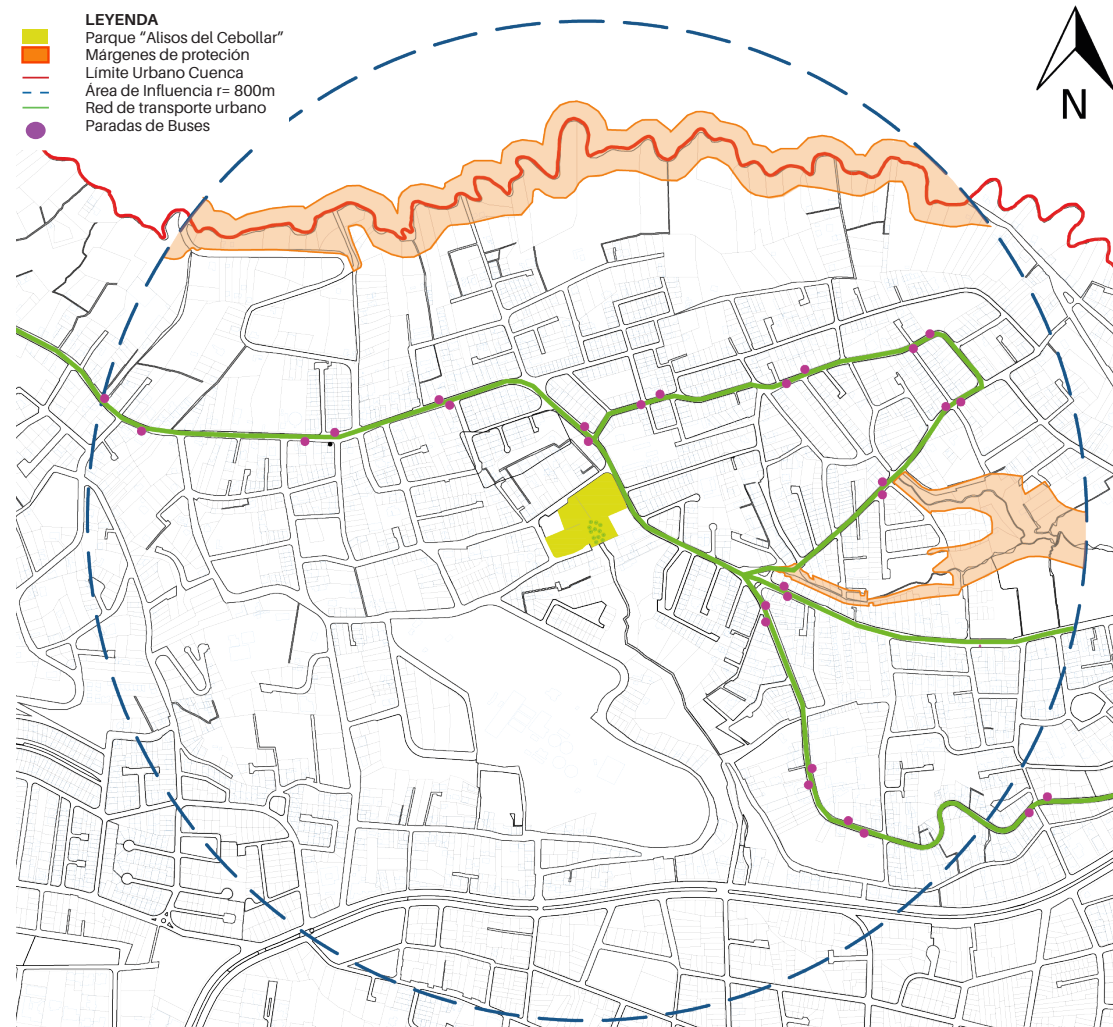 LEYENDA
Parque “Alisos del Cebollar”
Márgenes de proteción
Límite Urbano Cuenca
Área de Influencia r= 800m
Red de transporte urbano
Paradas de Buses
N